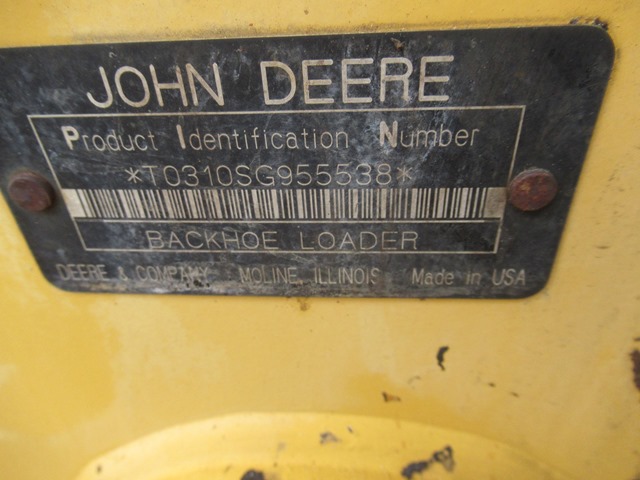 JOHN DEERE
Product Identification Number
*T0310SG955538*
BACKHOE LOADER
DEERE & COMPANY MOLINE, ILLINOIS Made in USA